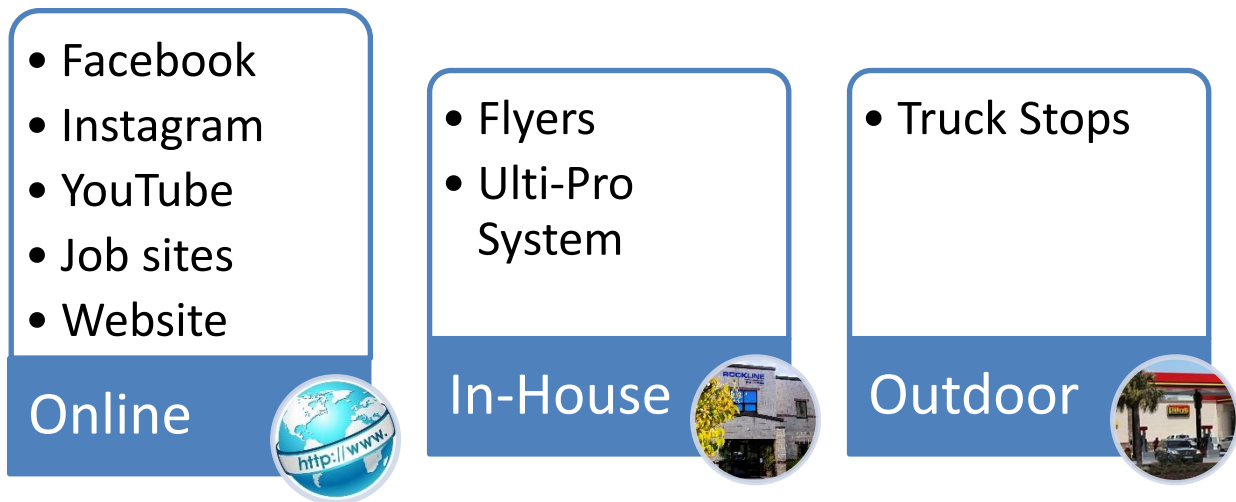 • Facebook
• Instagram
• YouTube
• Job sites
• Website
Online
http://www.
• Flyers
• Ulti-Pro
System
In-House
ROCKLINE
• Truck Stops
Outdoor
Pilot